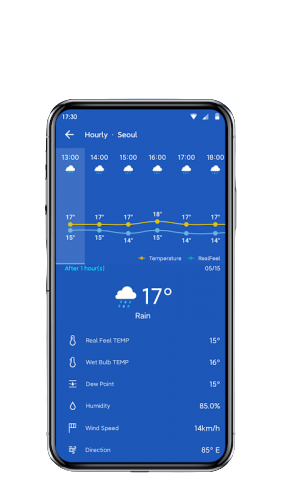 17:30
Hourly · Seoul
13:00 14:00 15:00 16:00 17:00 18:00
17° 17° 17° 18° 17° 17°
15° 15° 14° 15° 14° 14°
Temperature RealFeel
After 1 hour(s) 05/15
17°
Rain
Real Feel TEMP 15°
Wet Bulb TEMP 16°
Dew Point 15°
Humidity 85.0%
Wind Speed 14km/h
Direction 85° E